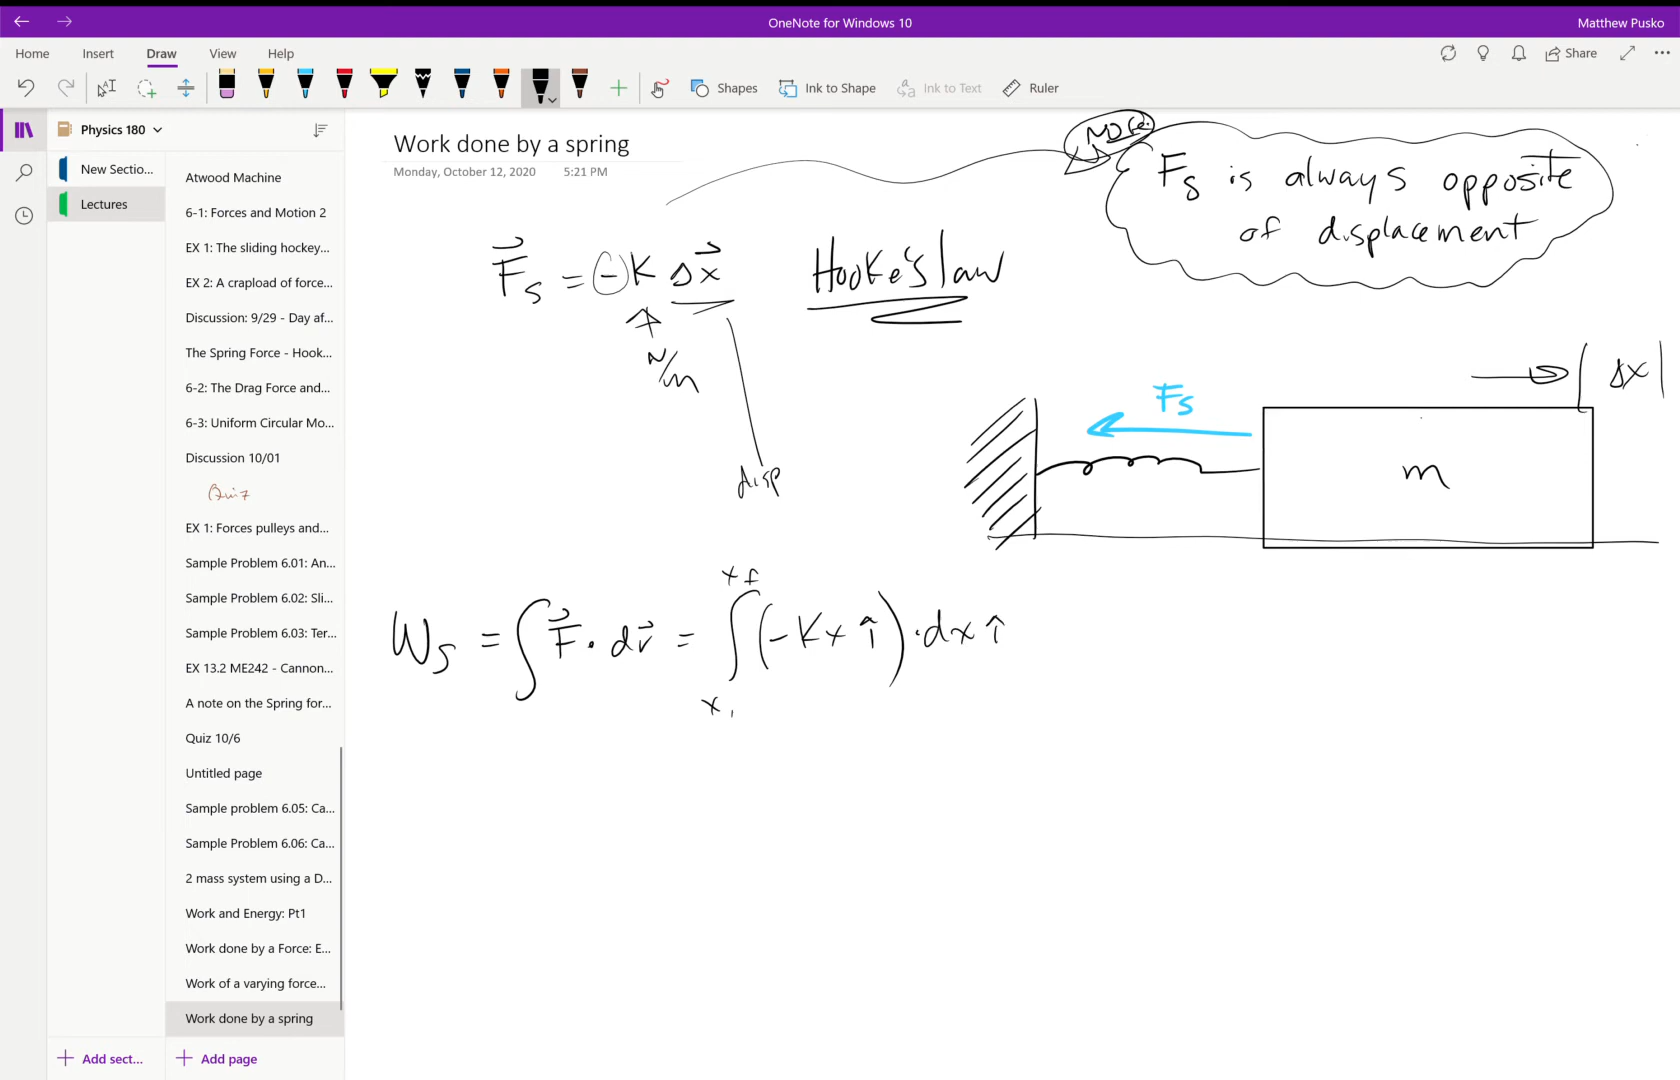 OneNote for Windows 10
Matthew Pusko
Home Insert Draw View Help
Share
Shapes Ink to Shape Ink to Text Ruler
Physics 180
New Sectio...
Lectures
Atwood Machine
6-1: Forces and Motion 2
EX 1: The sliding hockey...
EX 2: A crapload of force...
Discussion: 9/29 - Day af...
The Spring Force - Hook...
6-2: The Drag Force and...
6-3: Uniform Circular Mo...
Discussion 10/01
Quiz
EX 1: Forces pulleys and...
Sample Problem 6.01: An...
Sample Problem 6.02: Sli...
Sample Problem 6.03: Ter...
EX 13.2 ME242 - Cannon...
A note on the Spring for...
Quiz 10/6
Untitled page
Sample problem 6.05: Ca...
Sample Problem 6.06: Ca...
2 mass system using a D...
Work and Energy: Pt1
Work done by a Force: E...
Work of a varying force...
Work done by a spring
Add sect...
Add page
Work done by a spring
Monday, October 12, 2020 5:21 PM
Fs is always opposite
of displacement
F⃗s = -K Δx⃗ Hooke's law
N/m
disp
Δx
Fs
m
Ws = ∫ F⃗ · dr⃗ = ∫ (-Kx î) · dx î
xf